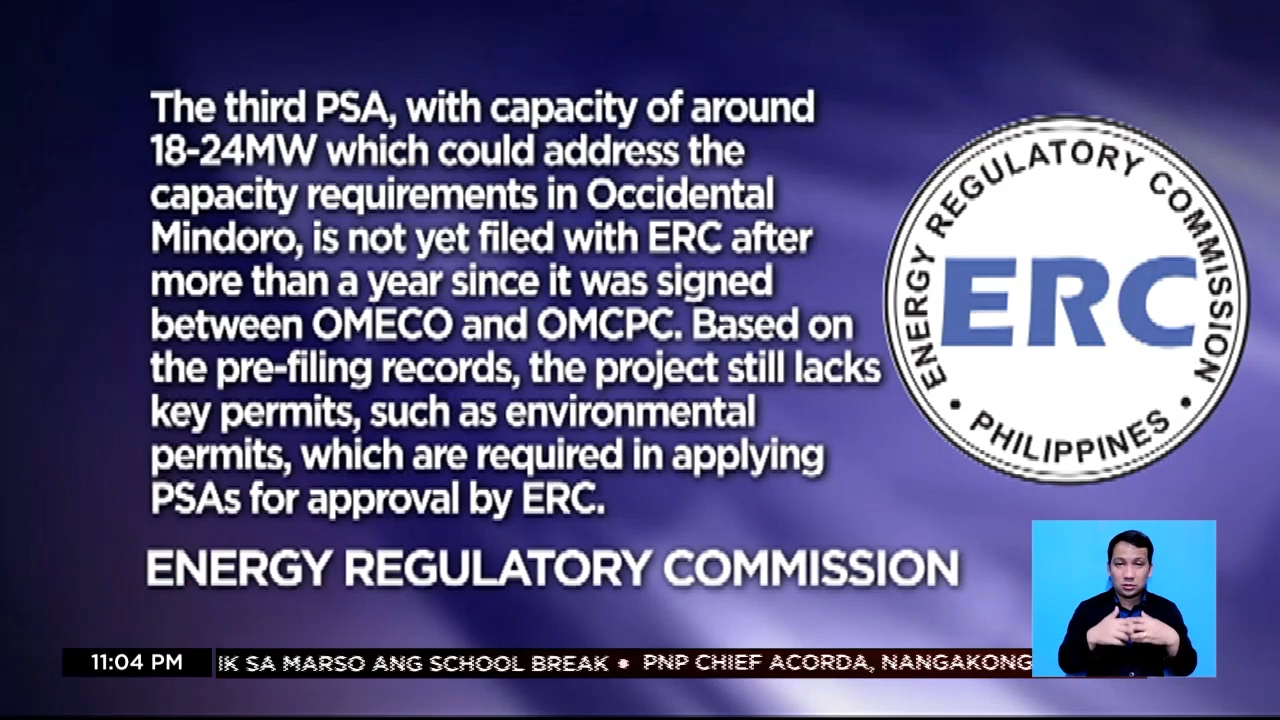 The third PSA, with capacity of around
18-24MW which could address the
capacity requirements in Occidental
Mindoro, is not yet filed with ERC after
more than a year since it was signed
between OMECO and OMCPC. Based on
the pre-filing records, the project still lacks
key permits, such as environmental
permits, which are required in applying
PSAs for approval by ERC.
ENERGY REGULATORY COMMISSION
ENERGY REGULATORY COMMISSION
ERC
• PHILIPPINES •
11:04 PM
IK SA MARSO ANG SCHOOL BREAK • PNP CHIEF ACORDA, NANGAKONG